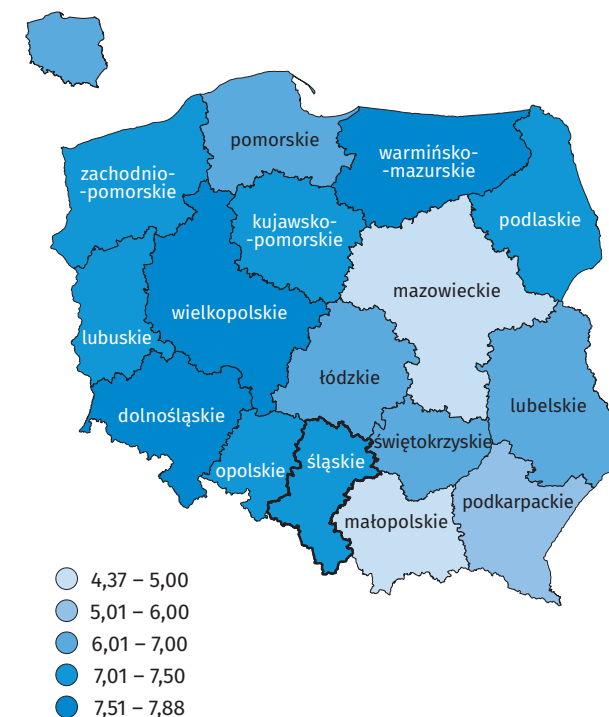 pomorskie
warmińsko-
-mazurskie
zachodnio-
-pomorskie
podlaskie
kujawsko-
-pomorskie
mazowieckie
wielkopolskie
lubuskie
łódzkie
lubelskie
dolnośląskie
świętokrzyskie
śląskie
opolskie
podkarpackie
małopolskie
4,37 – 5,00
5,01 – 6,00
6,01 – 7,00
7,01 – 7,50
7,51 – 7,88